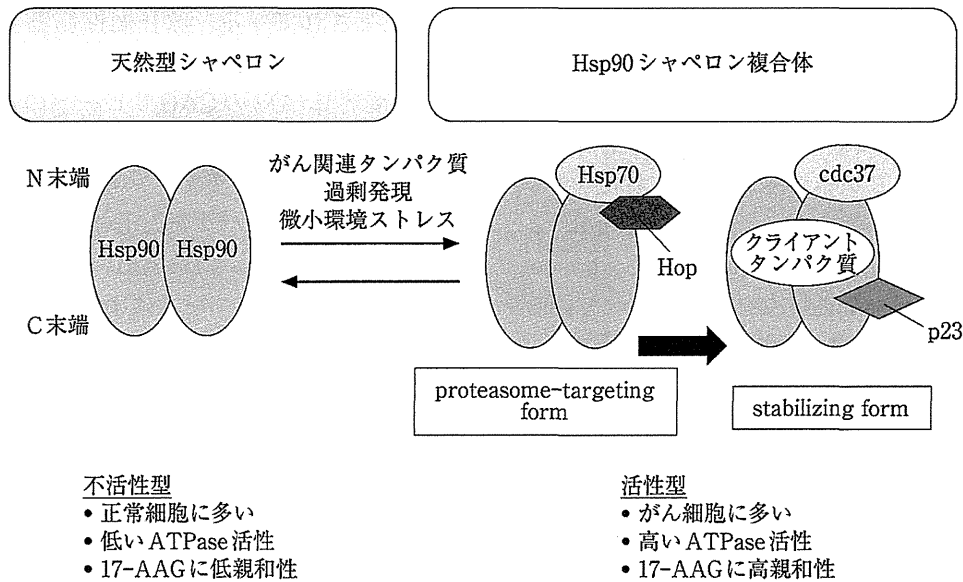 天然型シャペロン
Hsp90シャペロン複合体
N末端
C末端
Hsp90
Hsp90
がん関連タンパク質
過剰発現
微小環境ストレス
Hsp70
Hop
cdc37
クライアント
タンパク質
p23
proteasome-targeting
form
stabilizing form
不活性型
• 正常細胞に多い
• 低いATPase活性
• 17-AAGに低親和性
活性型
• がん細胞に多い
• 高いATPase活性
• 17-AAGに高親和性